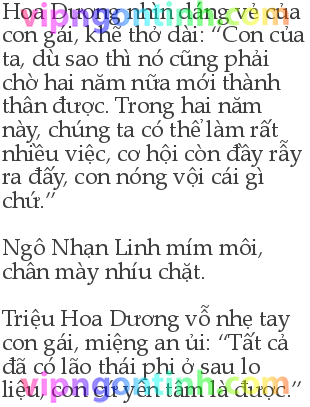 Hoa Dương nhìn dáng vẻ của
con gái, khẽ thở dài: “Con của
ta, dù sao thì nó cũng phải
chờ hai năm nữa mới thành
thân được. Trong hai năm
này, chúng ta có thể làm rất
nhiều việc, cơ hội còn đầy rẫy
ra đấy, con nóng vội cái gì
chứ.”
Ngô Nhạn Linh mím môi,
chân mày nhíu chặt.
Triệu Hoa Dương vỗ nhẹ tay
con gái, miệng an ủi: “Tất cả
đã có lão thái phi ở sau lo
liệu, con cứ yên tâm là được.”
vipngontinh.com
vipngontinh.com